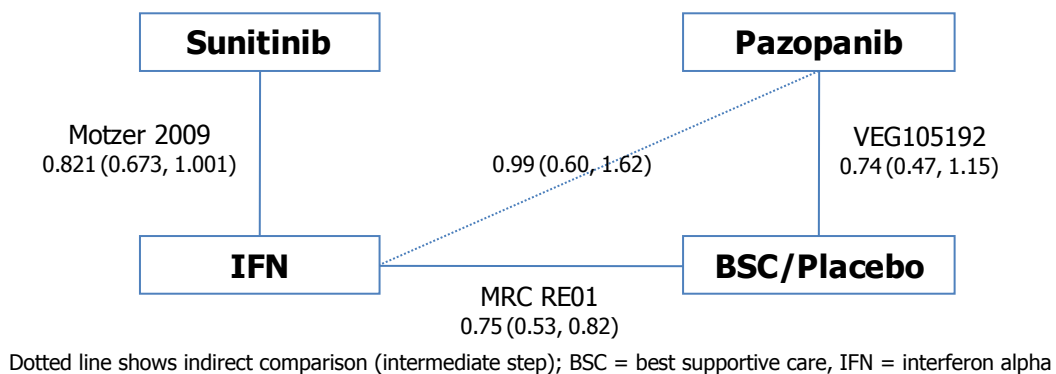 Sunitinib
Pazopanib
Motzer 2009
0.821 (0.673, 1.001)
0.99 (0.60, 1.62)
VEG105192
0.74 (0.47, 1.15)
IFN
BSC/Placebo
MRC RE01
0.75 (0.53, 0.82)
Dotted line shows indirect comparison (intermediate step); BSC = best supportive care, IFN = interferon alpha